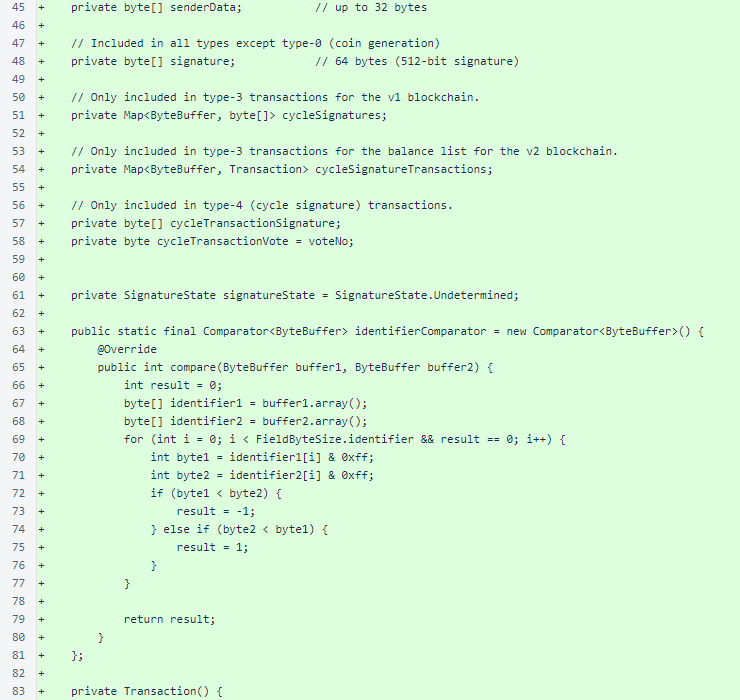 45 + private byte[] senderData; // up to 32 bytes
46 +
47 + // Included in all types except type-0 (coin generation)
48 + private byte[] signature; // 64 bytes (512-bit signature)
49 +
50 + // Only included in type-3 transactions for the v1 blockchain.
51 + private Map<ByteBuffer, byte[]> cycleSignatures;
52 +
53 + // Only included in type-3 transactions for the balance list for the v2 blockchain.
54 + private Map<ByteBuffer, Transaction> cycleSignatureTransactions;
55 +
56 + // Only included in type-4 (cycle signature) transactions.
57 + private byte[] cycleTransactionSignature;
58 + private byte cycleTransactionVote = voteNo;
59 +
60 +
61 + private SignatureState signatureState = SignatureState.Undetermined;
62 +
63 + public static final Comparator<ByteBuffer> identifierComparator = new Comparator<ByteBuffer>() {
64 + @Override
65 + public int compare(ByteBuffer buffer1, ByteBuffer buffer2) {
66 + int result = 0;
67 + byte[] identifier1 = buffer1.array();
68 + byte[] identifier2 = buffer2.array();
69 + for (int i = 0; i < FieldByteSize.identifier && result == 0; i++) {
70 + int byte1 = identifier1[i] & 0xff;
71 + int byte2 = identifier2[i] & 0xff;
72 + if (byte1 < byte2) {
73 + result = -1;
74 + } else if (byte2 < byte1) {
75 + result = 1;
76 + }
77 + }
78 +
79 + return result;
80 + }
81 + };
82 +
83 + private Transaction() {